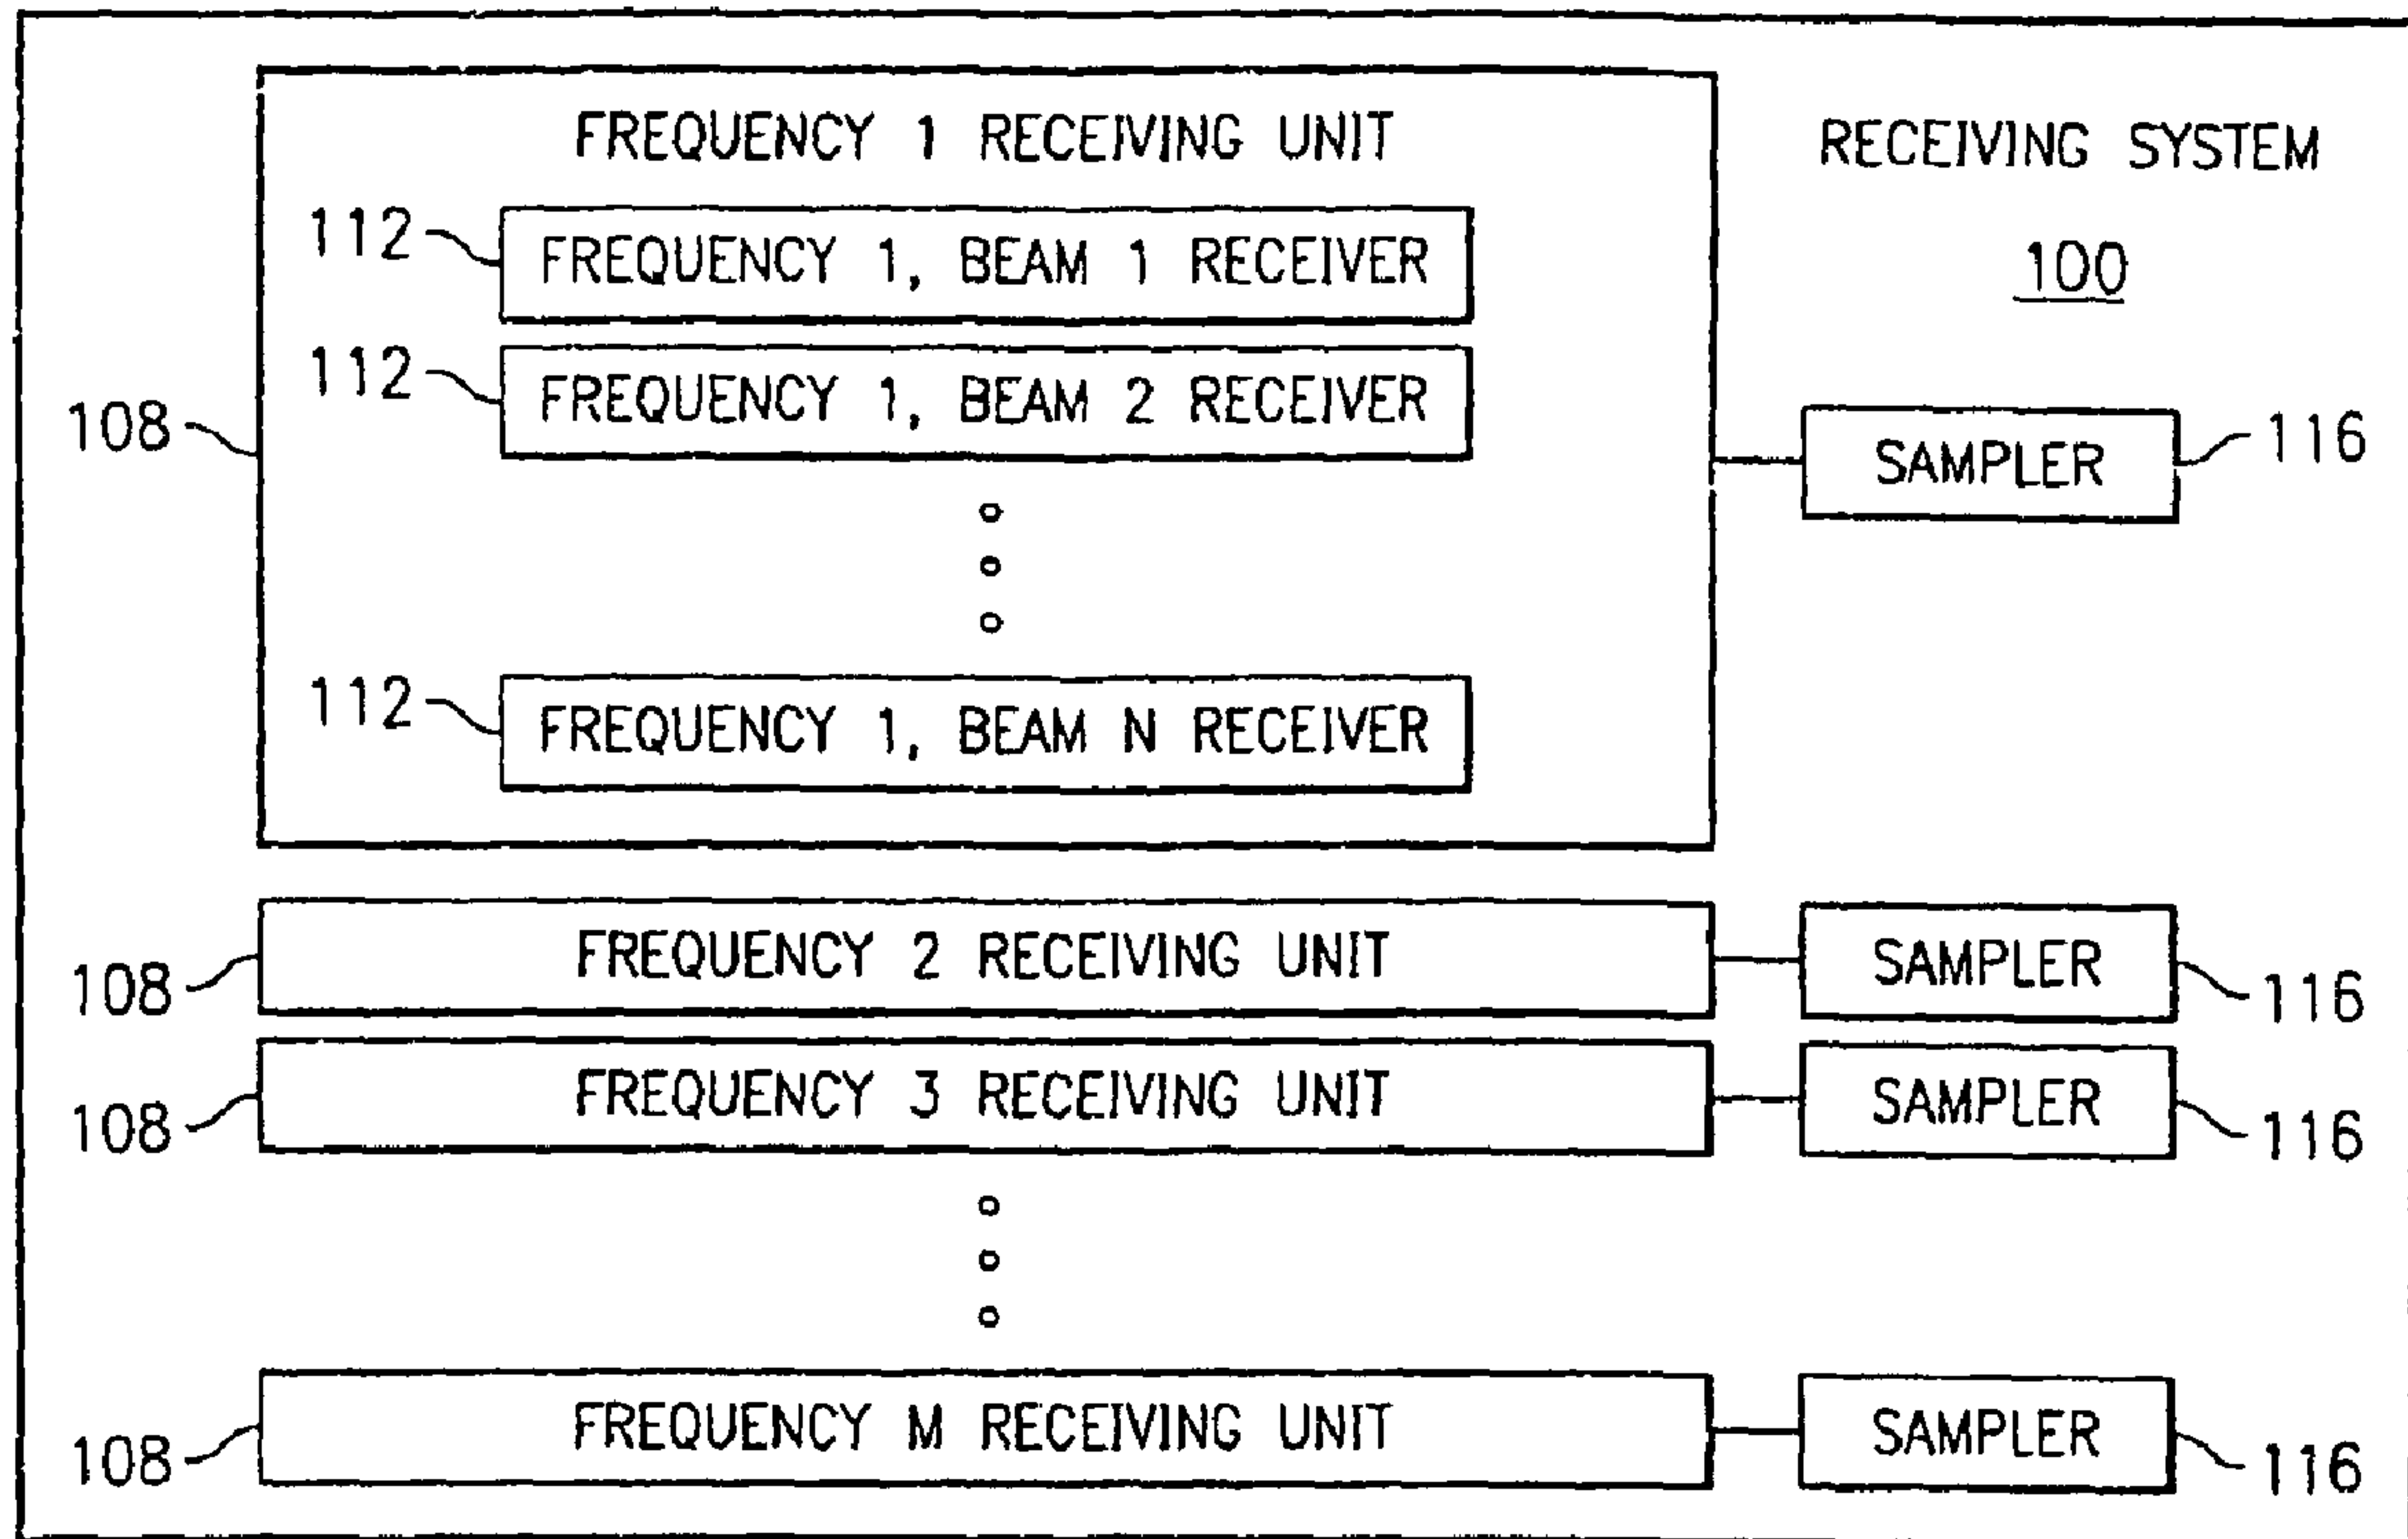 FREQUENCY 1 RECEIVING UNIT
RECEIVING SYSTEM
100
112
FREQUENCY 1, BEAM 1 RECEIVER
112
FREQUENCY 1, BEAM 2 RECEIVER
108
SAMPLER
116
112
FREQUENCY 1, BEAM N RECEIVER
108
FREQUENCY 2 RECEIVING UNIT
SAMPLER
116
108
FREQUENCY 3 RECEIVING UNIT
SAMPLER
116
108
FREQUENCY M RECEIVING UNIT
SAMPLER
116